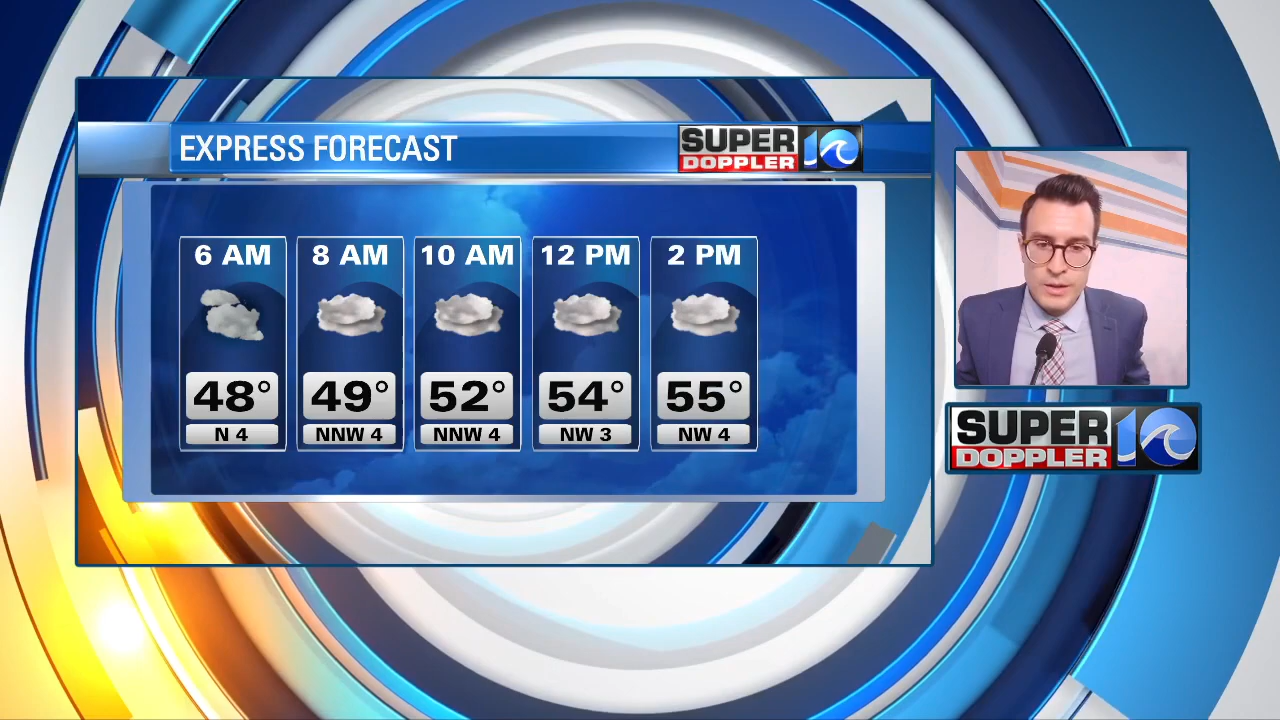 EXPRESS FORECAST
SUPER
DOPPLER 10
6 AM 8 AM 10 AM 12 PM 2 PM
48° 49° 52° 54° 55°
N 4 NNW 4 NNW 4 NW 3 NW 4
SUPER
DOPPLER 10